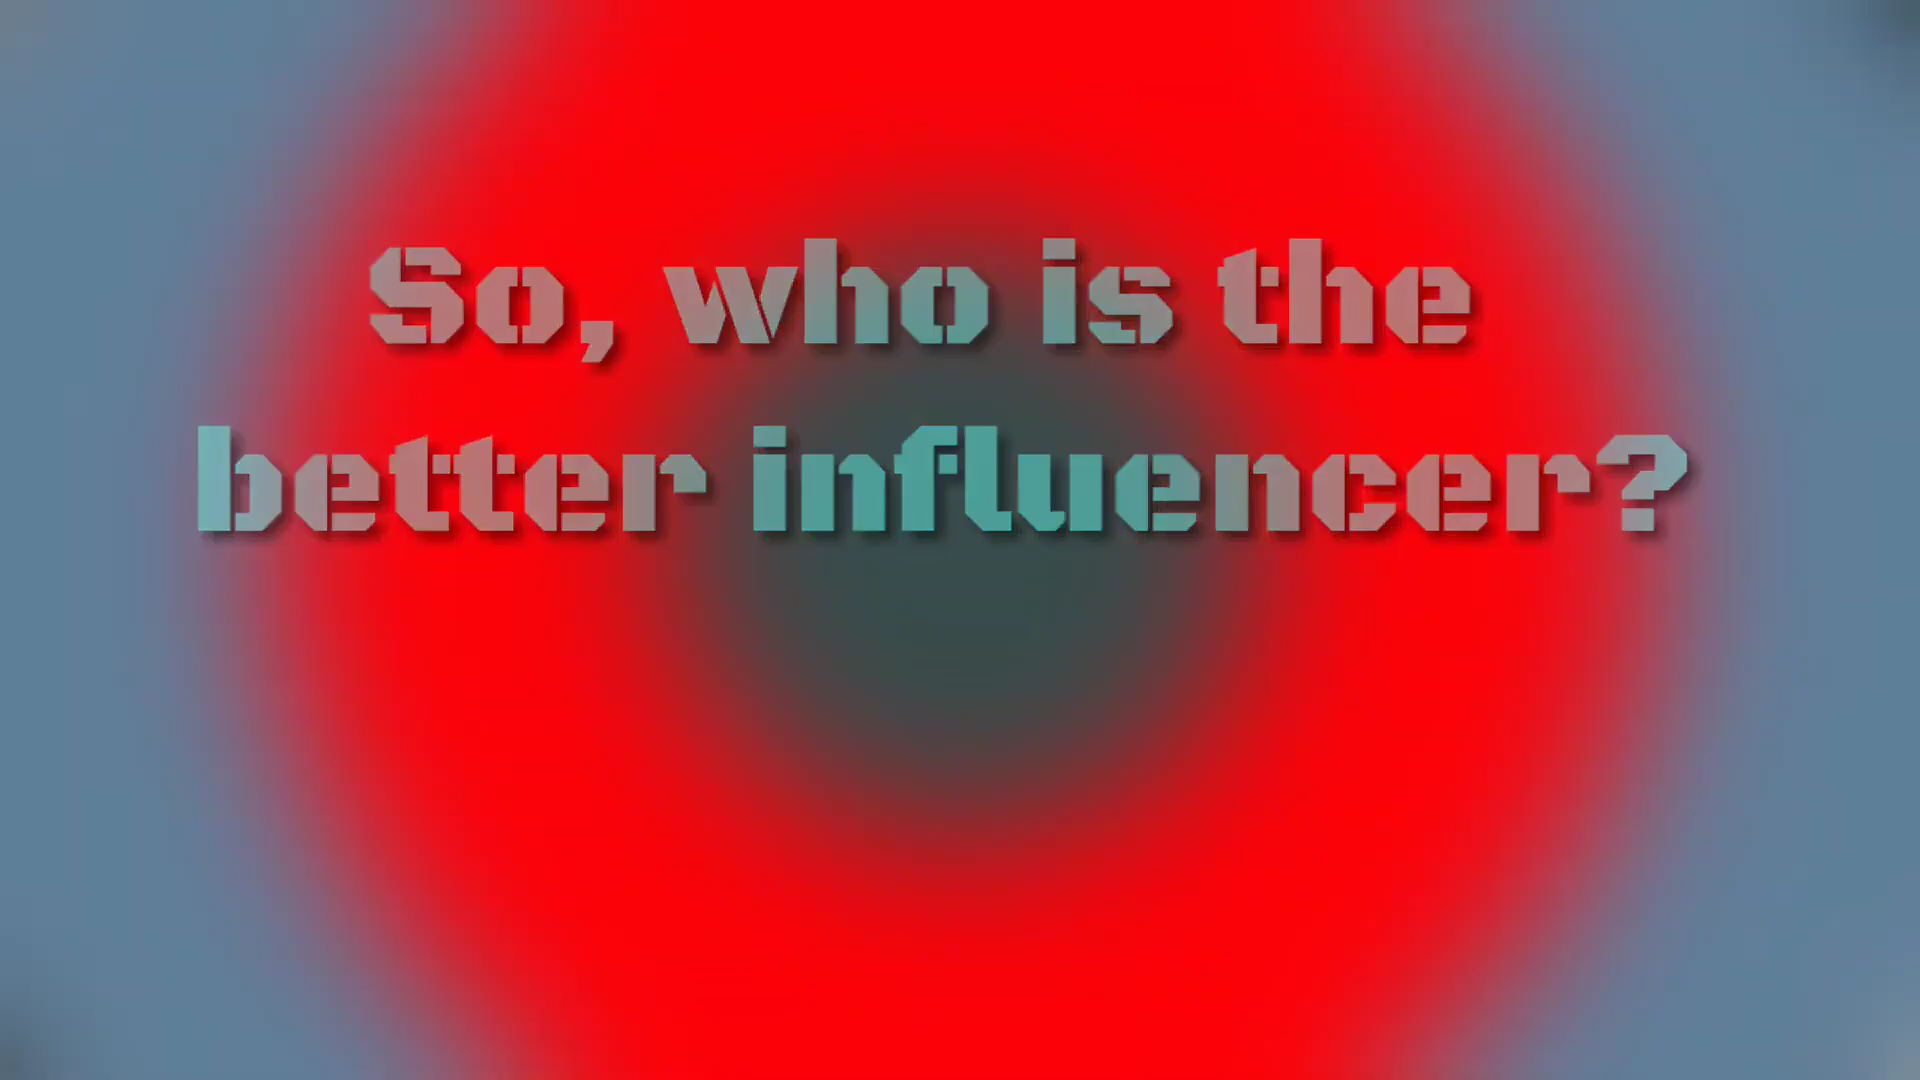 So, who is the
better influencer?